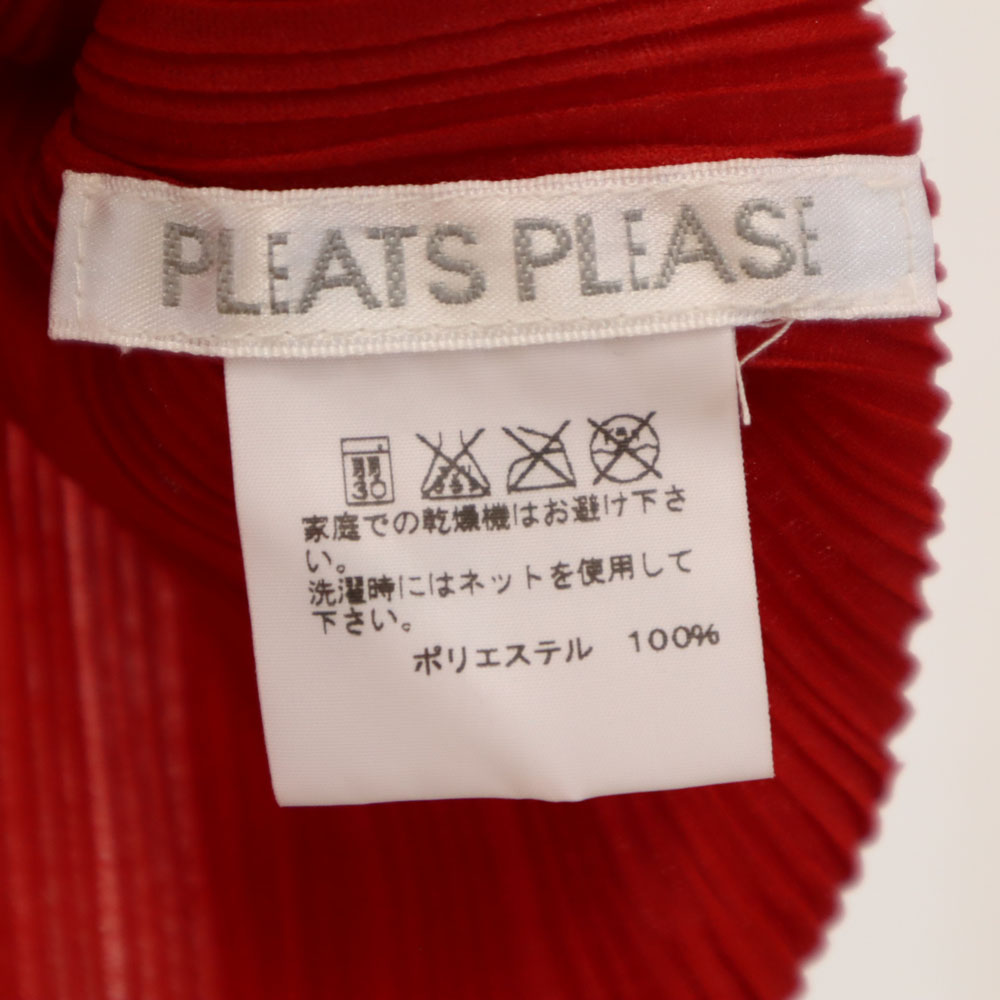 PLEATS PLEASE
弱
30
家庭での乾燥機はお避け下さ
い。
洗濯時にはネットを使用して
下さい。
ポリエステル 100%